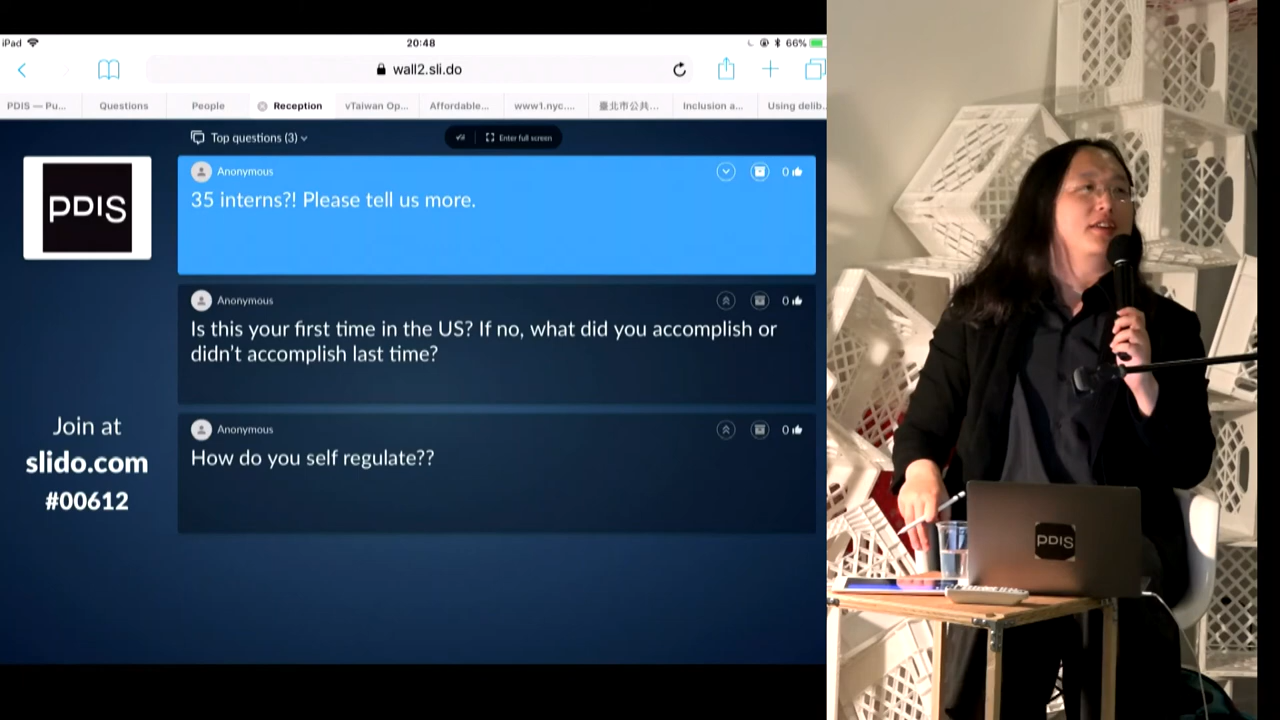 iPad
20:48
66%
wall2.sli.do
PDIS — Pu...
Questions
People
Reception
vTaiwan Op...
Affordable...
www1.nyc....
臺北市公共...
Inclusion a...
Using delib..
Top questions (3)
Enter full screen
PDIS
Anonymous
0
35 interns?! Please tell us more.
Anonymous
0
Is this your first time in the US? If no, what did you accomplish or
didn't accomplish last time?
Anonymous
0
How do you self regulate??
Join at
slido.com
#00612
PDIS